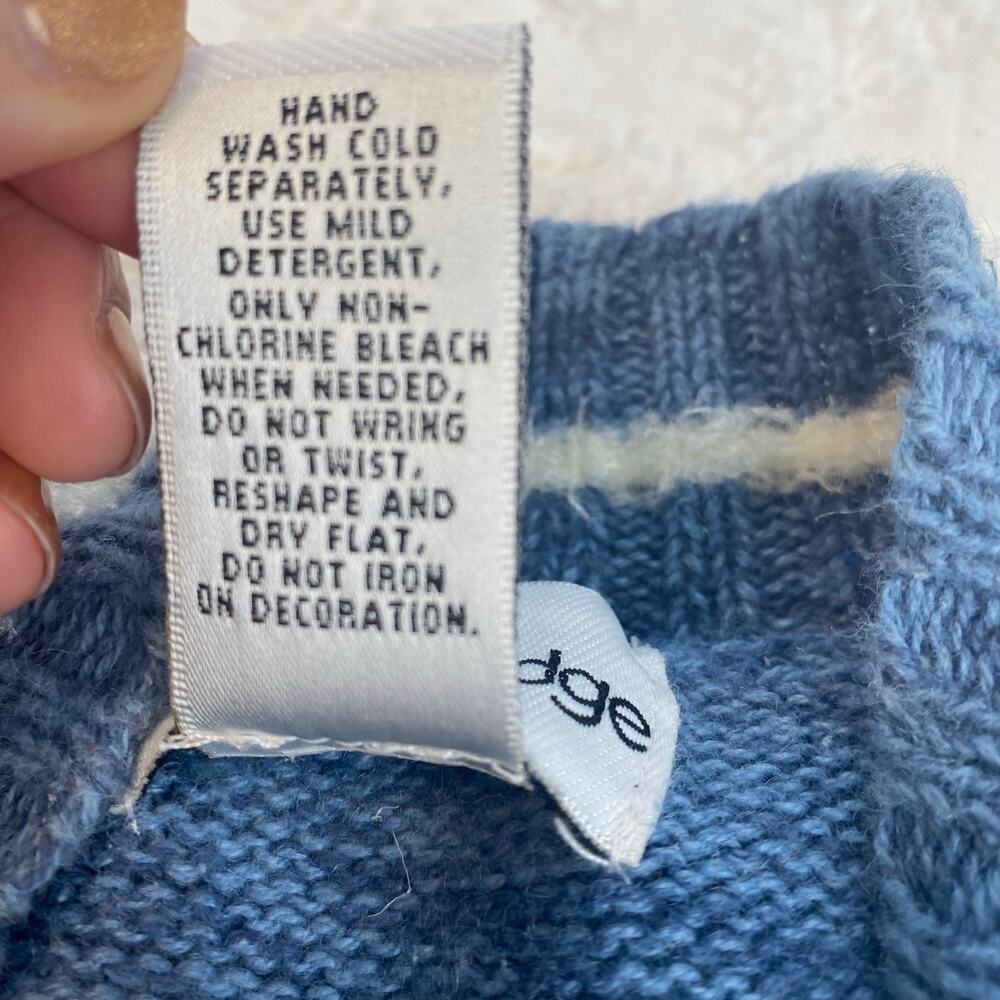 HAND
WASH COLD
SEPARATELY,
USE MILD
DETERGENT,
ONLY NON-
CHLORINE BLEACH
WHEN NEEDED,
DO NOT WRING
OR TWIST,
RESHAPE AND
DRY FLAT,
DO NOT IRON
ON DECORATION.
dge